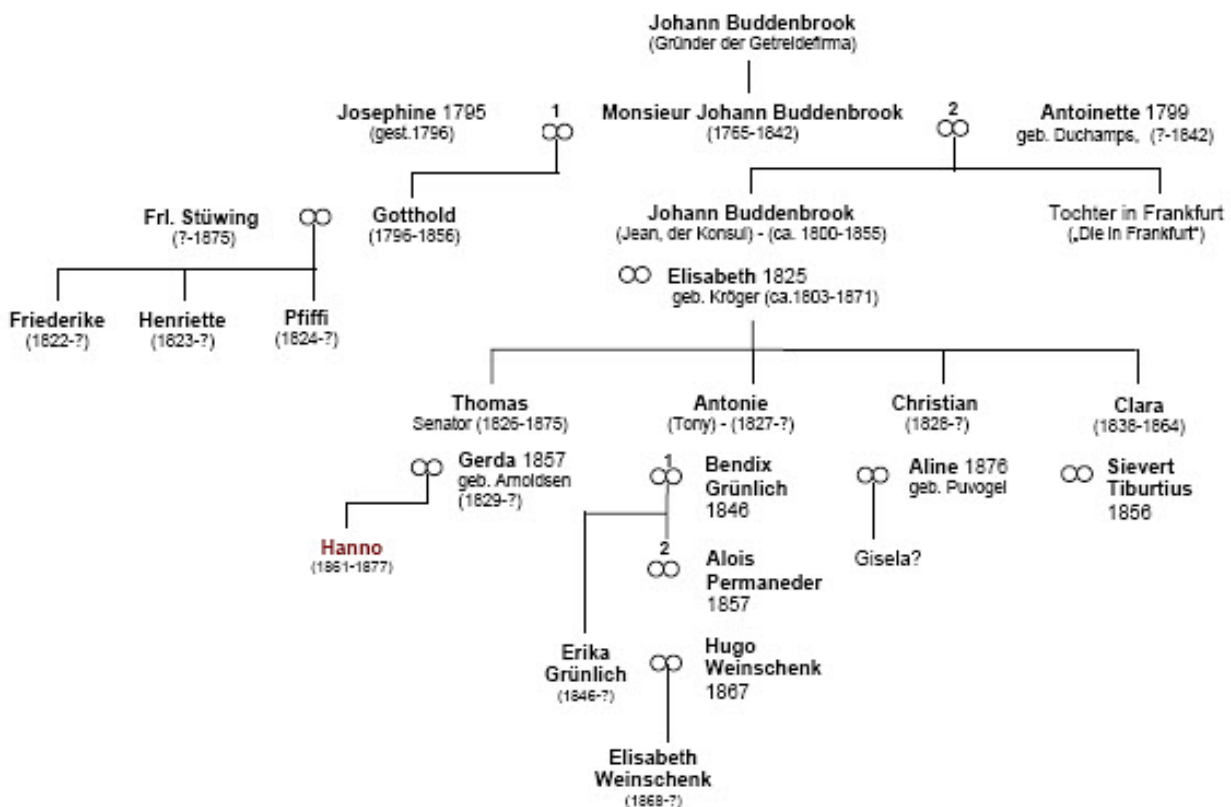 Johann Buddenbrook
(Gründer der Getreidefirma)
Josephine 1795
(gest.1796)
1
Monsieur Johann Buddenbrook
(1765-1842)
2
Antoinette 1799
geb. Duchamps, (?-1842)
Frl. Stüwing
(?-1875)
Gotthold
(1796-1856)
Johann Buddenbrook
(Jean, der Konsul) - (ca. 1800-1855)
Tochter in Frankfurt
(„Die in Frankfurt“)
Elisabeth 1825
geb. Kröger (ca.1803-1871)
Friederike
(1822-?)
Henriette
(1823-?)
Pfiffi
(1824-?)
Thomas
Senator (1826-1875)
Antonie
(Tony) - (1827-?)
Christian
(1828-?)
Clara
(1838-1864)
Gerda 1857
geb. Arnoldsen
(1829-?)
1
Bendix
Grünlich
1846
Aline 1876
geb. Puvogel
Sievert
Tiburtius
1856
Hanno
(1861-1877)
2
Alois
Permaneder
1857
Gisela?
Erika
Grünlich
(1846-?)
Hugo
Weinschenk
1867
Elisabeth
Weinschenk
(1868-?)